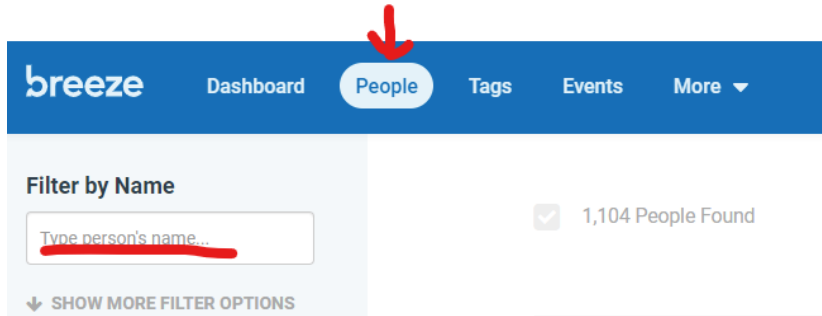 breeze Dashboard People Tags Events More
Filter by Name
Type person's name...
1,104 People Found
SHOW MORE FILTER OPTIONS